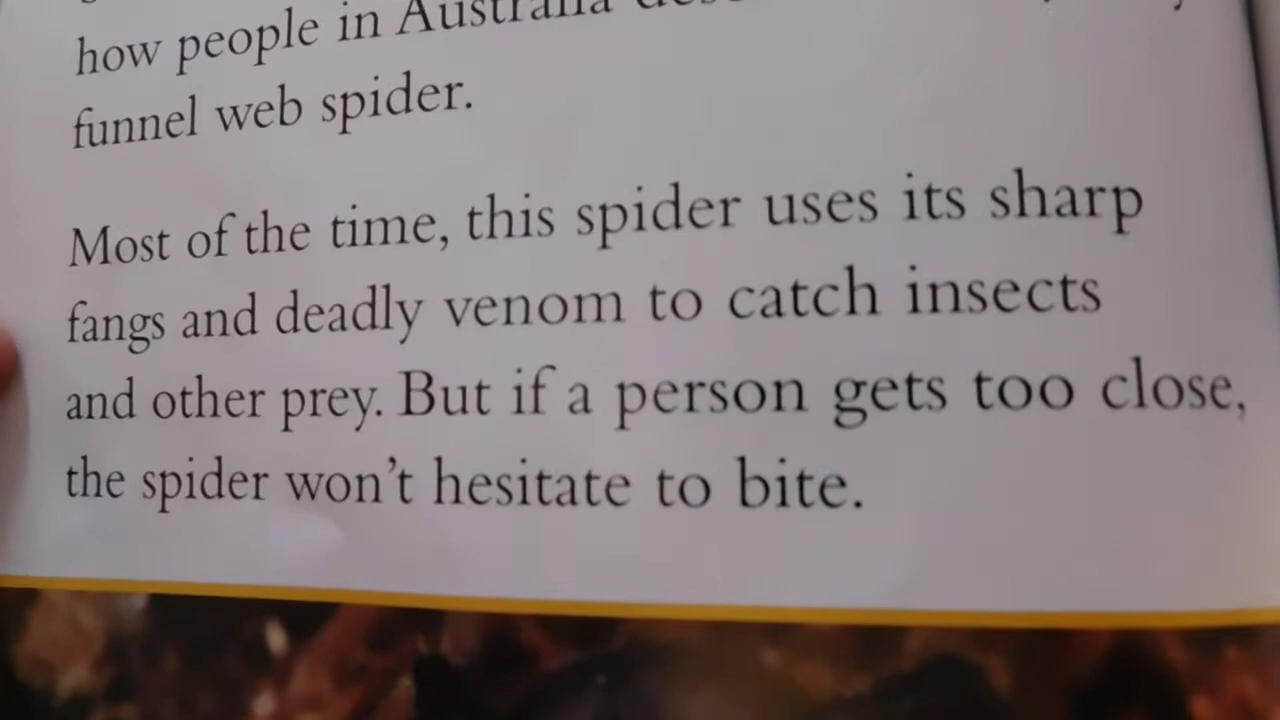 how people in Australia
funnel web spider.
Most of the time, this spider uses its sharp
fangs and deadly venom to catch insects
and other prey. But if a person gets too close,
the spider won't hesitate to bite.